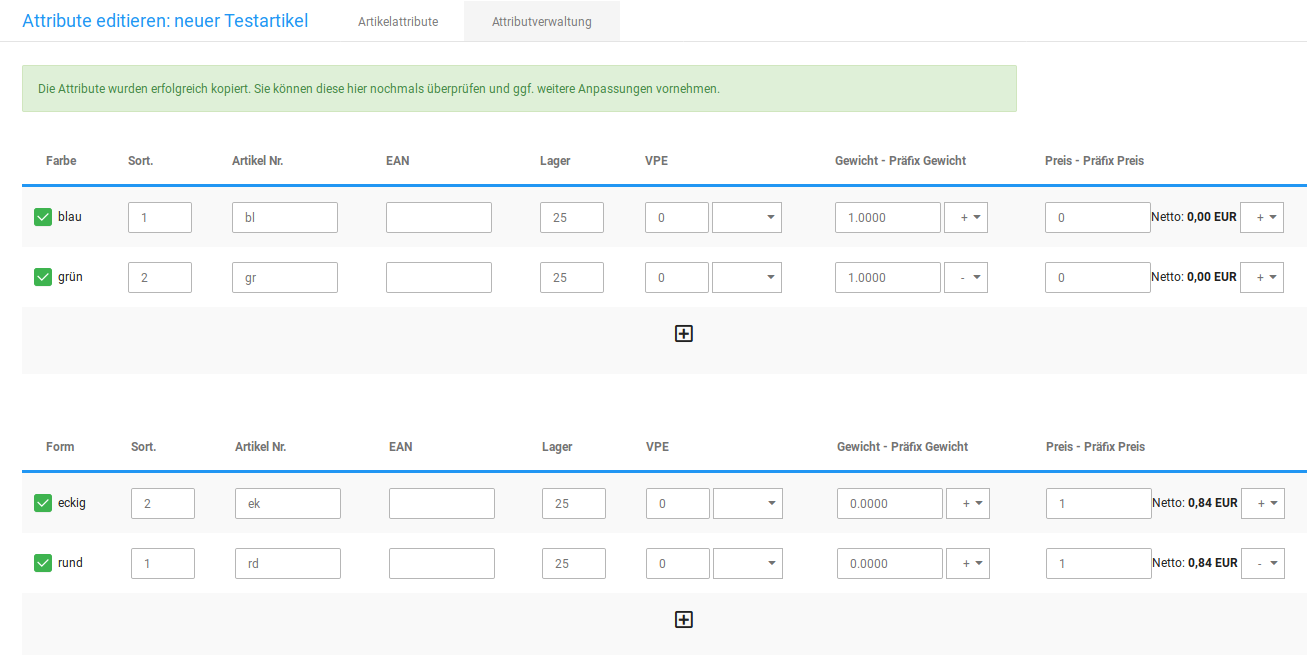 Attribute editieren: neuer Testartikel Artikelattribute Attributverwaltung
Die Attribute wurden erfolgreich kopiert. Sie können diese hier nochmals überprüfen und ggf. weitere Anpassungen vornehmen.
Farbe Sort. Artikel Nr. EAN Lager VPE Gewicht - Präfix Gewicht Preis - Präfix Preis
blau 1 bl 25 0 1.0000 + 0 Netto: 0,00 EUR +
grün 2 gr 25 0 1.0000 - 0 Netto: 0,00 EUR +
Form Sort. Artikel Nr. EAN Lager VPE Gewicht - Präfix Gewicht Preis - Präfix Preis
eckig 2 ek 25 0 0.0000 + 1 Netto: 0,84 EUR +
rund 1 rd 25 0 0.0000 + 1 Netto: 0,84 EUR -